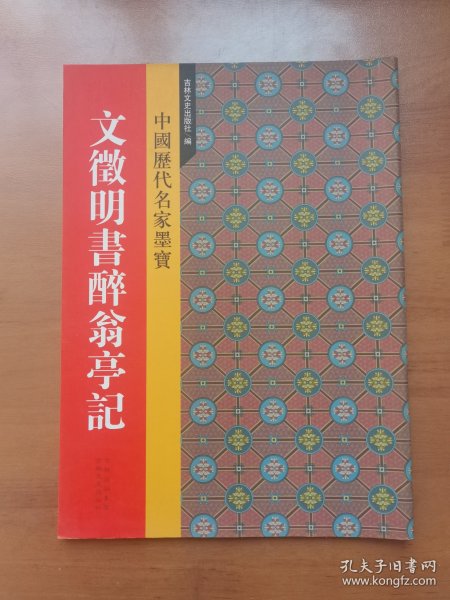 文徵明書醉翁亭記
中國歷代名家墨寶
吉林文史出版社 編
孔夫子旧书网
www.kongfz.com